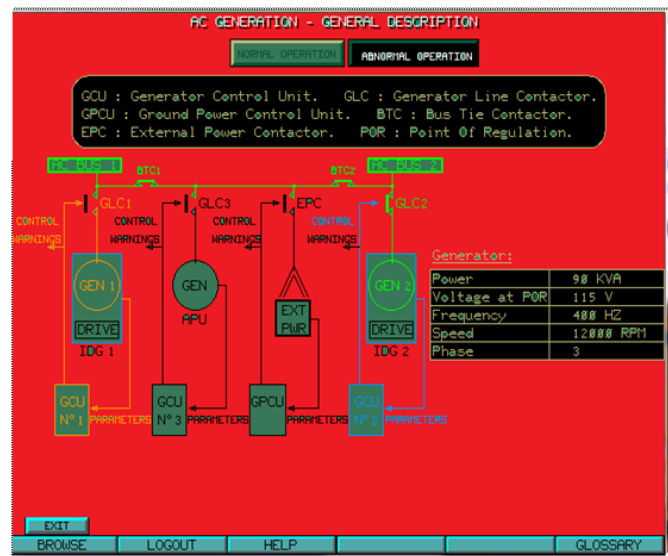 AC GENERATION - GENERAL DESCRIPTION
NORMAL OPERATION ABNORMAL OPERATION
GCU : Generator Control Unit. GLC : Generator Line Contactor.
GPCU : Ground Power Control Unit. BTC : Bus Tie Contactor.
EPC : External Power Contactor. POR : Point Of Regulation.
AC BUS 1 BTC1 BTC2 AC BUS 2
GLC1 GLC3 EPC GLC2
CONTROL CONTROL CONTROL CONTROL
WARNINGS WARNINGS WARNINGS WARNINGS
Generator:
Power 90 KVA
Voltage at POR 115 V
Frequency 400 HZ
Speed 12000 RPM
Phase 3
GEN 1 GEN GEN 2
APU
EXT
PWR
DRIVE DRIVE
IDG 1 IDG 2
GCU
N°1
PARAMETERS
GCU
N°3
PARAMETERS
GPCU
PARAMETERS
GCU
N°2
PARAMETERS
EXIT
BROWSE LOGOUT HELP GLOSSARY